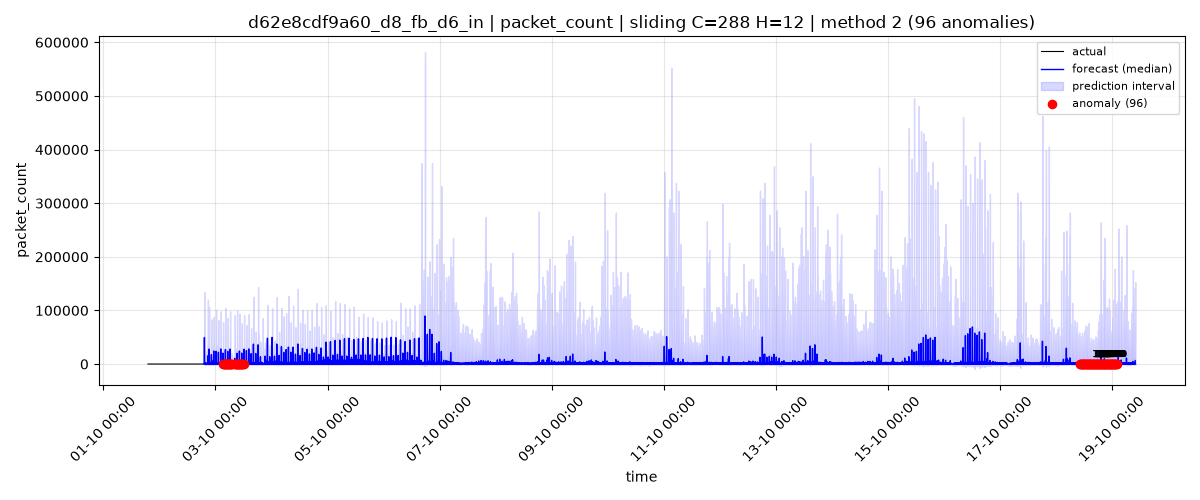 d62e8cdf9a60_d8_fb_d6_in | packet_count | sliding C=288 H=12 | method 2 (96 anomalies)
actual
forecast (median)
prediction interval
anomaly (96)
packet_count
600000
500000
400000
300000
200000
100000
0
01-10 00:00
03-10 00:00
05-10 00:00
07-10 00:00
09-10 00:00
11-10 00:00
13-10 00:00
15-10 00:00
17-10 00:00
19-10 00:00
time